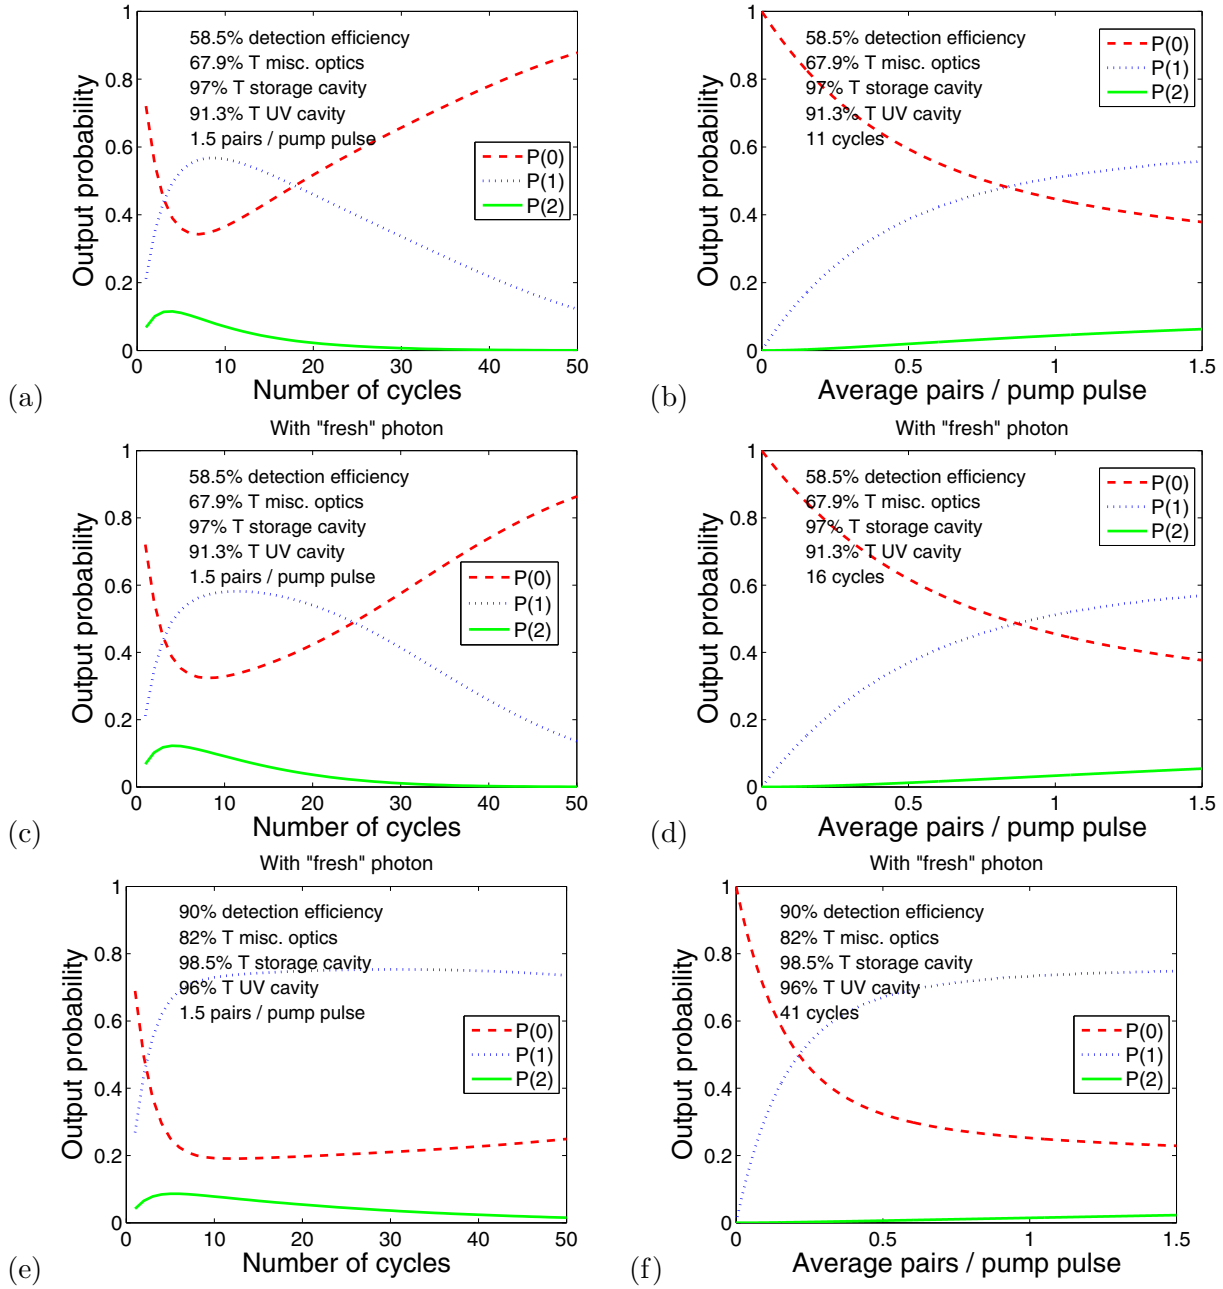 58.5% detection efficiency
67.9% T misc. optics
97% T storage cavity
91.3% T UV cavity
1.5 pairs / pump pulse
P(0)
P(1)
P(2)
Output probability
1
0.8
0.6
0.4
0.2
0
0 10 20 30 40 50
Number of cycles
(a)
58.5% detection efficiency
67.9% T misc. optics
97% T storage cavity
91.3% T UV cavity
11 cycles
P(0)
P(1)
P(2)
Output probability
1
0.8
0.6
0.4
0.2
0
0 0.5 1 1.5
Average pairs / pump pulse
(b)
With "fresh" photon
58.5% detection efficiency
67.9% T misc. optics
97% T storage cavity
91.3% T UV cavity
1.5 pairs / pump pulse
P(0)
P(1)
P(2)
Output probability
1
0.8
0.6
0.4
0.2
0
0 10 20 30 40 50
Number of cycles
(c)
With "fresh" photon
58.5% detection efficiency
67.9% T misc. optics
97% T storage cavity
91.3% T UV cavity
16 cycles
P(0)
P(1)
P(2)
Output probability
1
0.8
0.6
0.4
0.2
0
0 0.5 1 1.5
Average pairs / pump pulse
(d)
With "fresh" photon
90% detection efficiency
82% T misc. optics
98.5% T storage cavity
96% T UV cavity
1.5 pairs / pump pulse
P(0)
P(1)
P(2)
Output probability
1
0.8
0.6
0.4
0.2
0
0 10 20 30 40 50
Number of cycles
(e)
With "fresh" photon
90% detection efficiency
82% T misc. optics
98.5% T storage cavity
96% T UV cavity
41 cycles
P(0)
P(1)
P(2)
Output probability
1
0.8
0.6
0.4
0.2
0
0 0.5 1 1.5
Average pairs / pump pulse
(f)